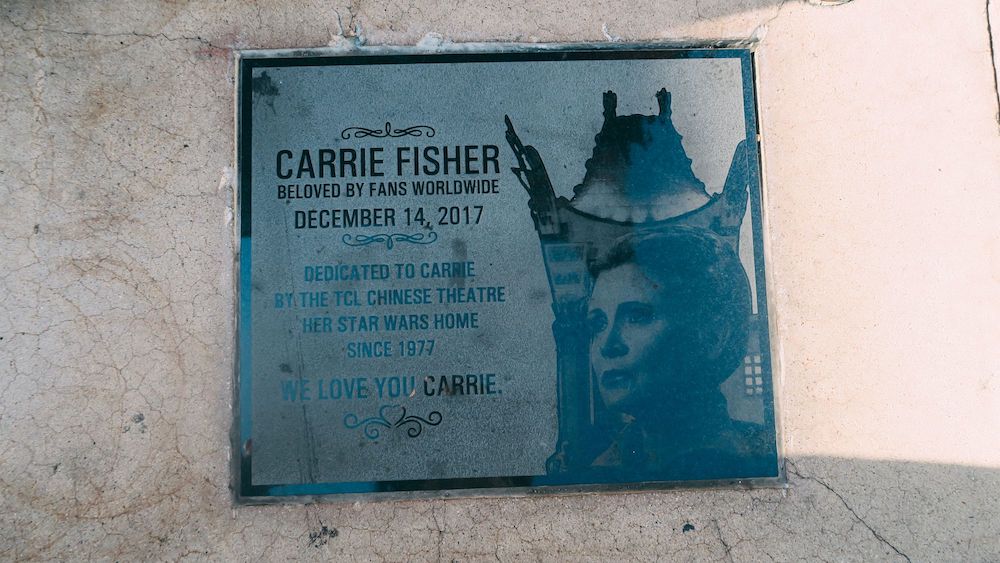 CARRIE FISHER
BELOVED BY FANS WORLDWIDE
DECEMBER 14, 2017
DEDICATED TO CARRIE
BY THE TCL CHINESE THEATRE
HER STAR WARS HOME
SINCE 1977
WE LOVE YOU CARRIE.